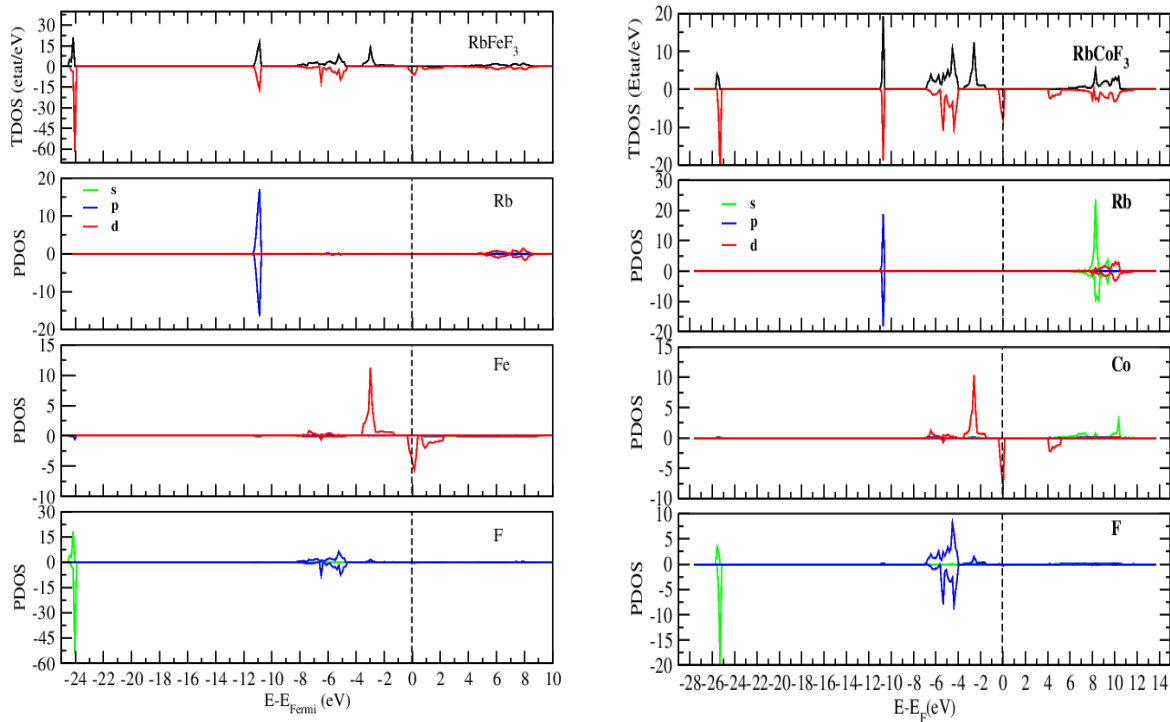 RbFeF3
TDOS (etat/eV)
30
15
0
-15
-30
-45
-60
Rb
s
p
d
PDOS
20
10
0
-10
-20
Fe
PDOS
15
10
5
0
-5
-10
F
PDOS
30
15
0
-15
-30
-45
-60
-24 -22 -20 -18 -16 -14 -12 -10 -8 -6 -4 -2 0 2 4 6 8 10
E-EFermi (eV)
RbCoF3
TDOS (Etat/eV)
20
10
0
-10
-20
Rb
s
p
d
PDOS
30
20
10
0
-10
-20
Co
PDOS
15
10
5
0
-5
-10
F
PDOS
10
5
0
-5
-10
-15
-20
-28 -26 -24 -22 -20 -18 -16 -14 -12 -10 -8 -6 -4 -2 0 2 4 6 8 10 12 14
E-EF(eV)